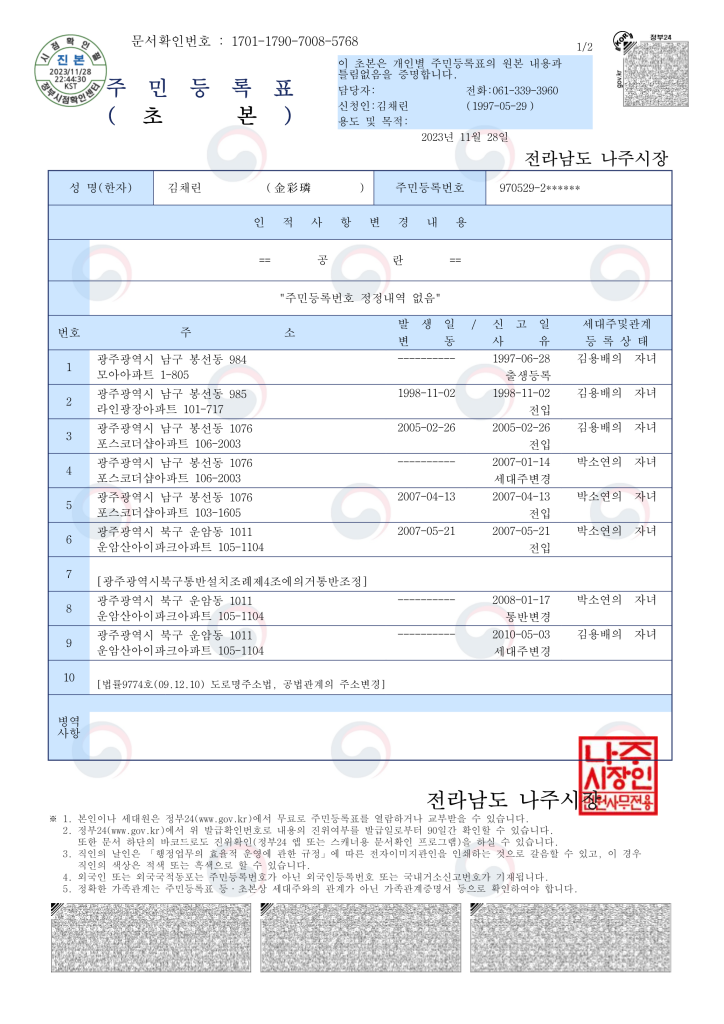 문서확인번호 : 1701-1790-7008-5768
1/2
시점확인필
진본
2023/11/28
22:44:30
KST
정부시점확인센터
정부24
gov.kr
주 민 등 록 표
( 초 본 )
이 초본은 개인별 주민등록표의 원본 내용과
틀림없음을 증명합니다.
담당자: 전화:061-339-3960
신청인:김채린 (1997-05-29 )
용도 및 목적:
2023년 11월 28일
전라남도 나주시장
성 명(한자) 김채린 (金彩璘 ) 주민등록번호 970529-2******
인 적 사 항 변 경 내 용
== 공 란 ==
"주민등록번호 정정내역 없음"
번호 주 소 발 생 일 / 신 고 일 세대주및관계
변 동 사 유 등 록 상 태
1 광주광역시 남구 봉선동 984 ---------- 1997-06-28 김용배의 자녀
모아아파트 1-805 출생등록
2 광주광역시 남구 봉선동 985 1998-11-02 1998-11-02 김용배의 자녀
라인광장아파트 101-717 전입
3 광주광역시 남구 봉선동 1076 2005-02-26 2005-02-26 김용배의 자녀
포스코더샵아파트 106-2003 전입
4 광주광역시 남구 봉선동 1076 ---------- 2007-01-14 박소연의 자녀
포스코더샵아파트 106-2003 세대주변경
5 광주광역시 남구 봉선동 1076 2007-04-13 2007-04-13 박소연의 자녀
포스코더샵아파트 103-1605 전입
6 광주광역시 북구 운암동 1011 2007-05-21 2007-05-21 박소연의 자녀
운암산아이파크아파트 105-1104 전입
7
[광주광역시북구통반설치조례제4조에의거통반조정]
8 광주광역시 북구 운암동 1011 ---------- 2008-01-17 박소연의 자녀
운암산아이파크아파트 105-1104 통반변경
9 광주광역시 북구 운암동 1011 ---------- 2010-05-03 김용배의 자녀
운암산아이파크아파트 105-1104 세대주변경
10
[법률9774호(09.12.10) 도로명주소법, 공법관계의 주소변경]
병역
사항
전라남도 나주시장
나주
시장인
민원사무전용
※ 1. 본인이나 세대원은 정부24(www.gov.kr)에서 무료로 주민등록표를 열람하거나 교부받을 수 있습니다.
2. 정부24(www.gov.kr)에서 위 발급확인번호로 내용의 진위여부를 발급일로부터 90일간 확인할 수 있습니다.
또한 문서 하단의 바코드로도 진위확인(정부24 앱 또는 스캐너용 문서확인 프로그램)을 하실 수 있습니다.
3. 직인의 날인은 「행정업무의 효율적 운영에 관한 규정」에 따른 전자이미지관인을 인쇄하는 것으로 갈음할 수 있고, 이 경우
직인의 색상은 적색 또는 흑색으로 할 수 있습니다.
4. 외국인 또는 외국국적동포는 주민등록번호가 아닌 외국인등록번호 또는 국내거소신고번호가 기재됩니다.
5. 정확한 가족관계는 주민등록표 등·초본상 세대주와의 관계가 아닌 가족관계증명서 등으로 확인하여야 합니다.